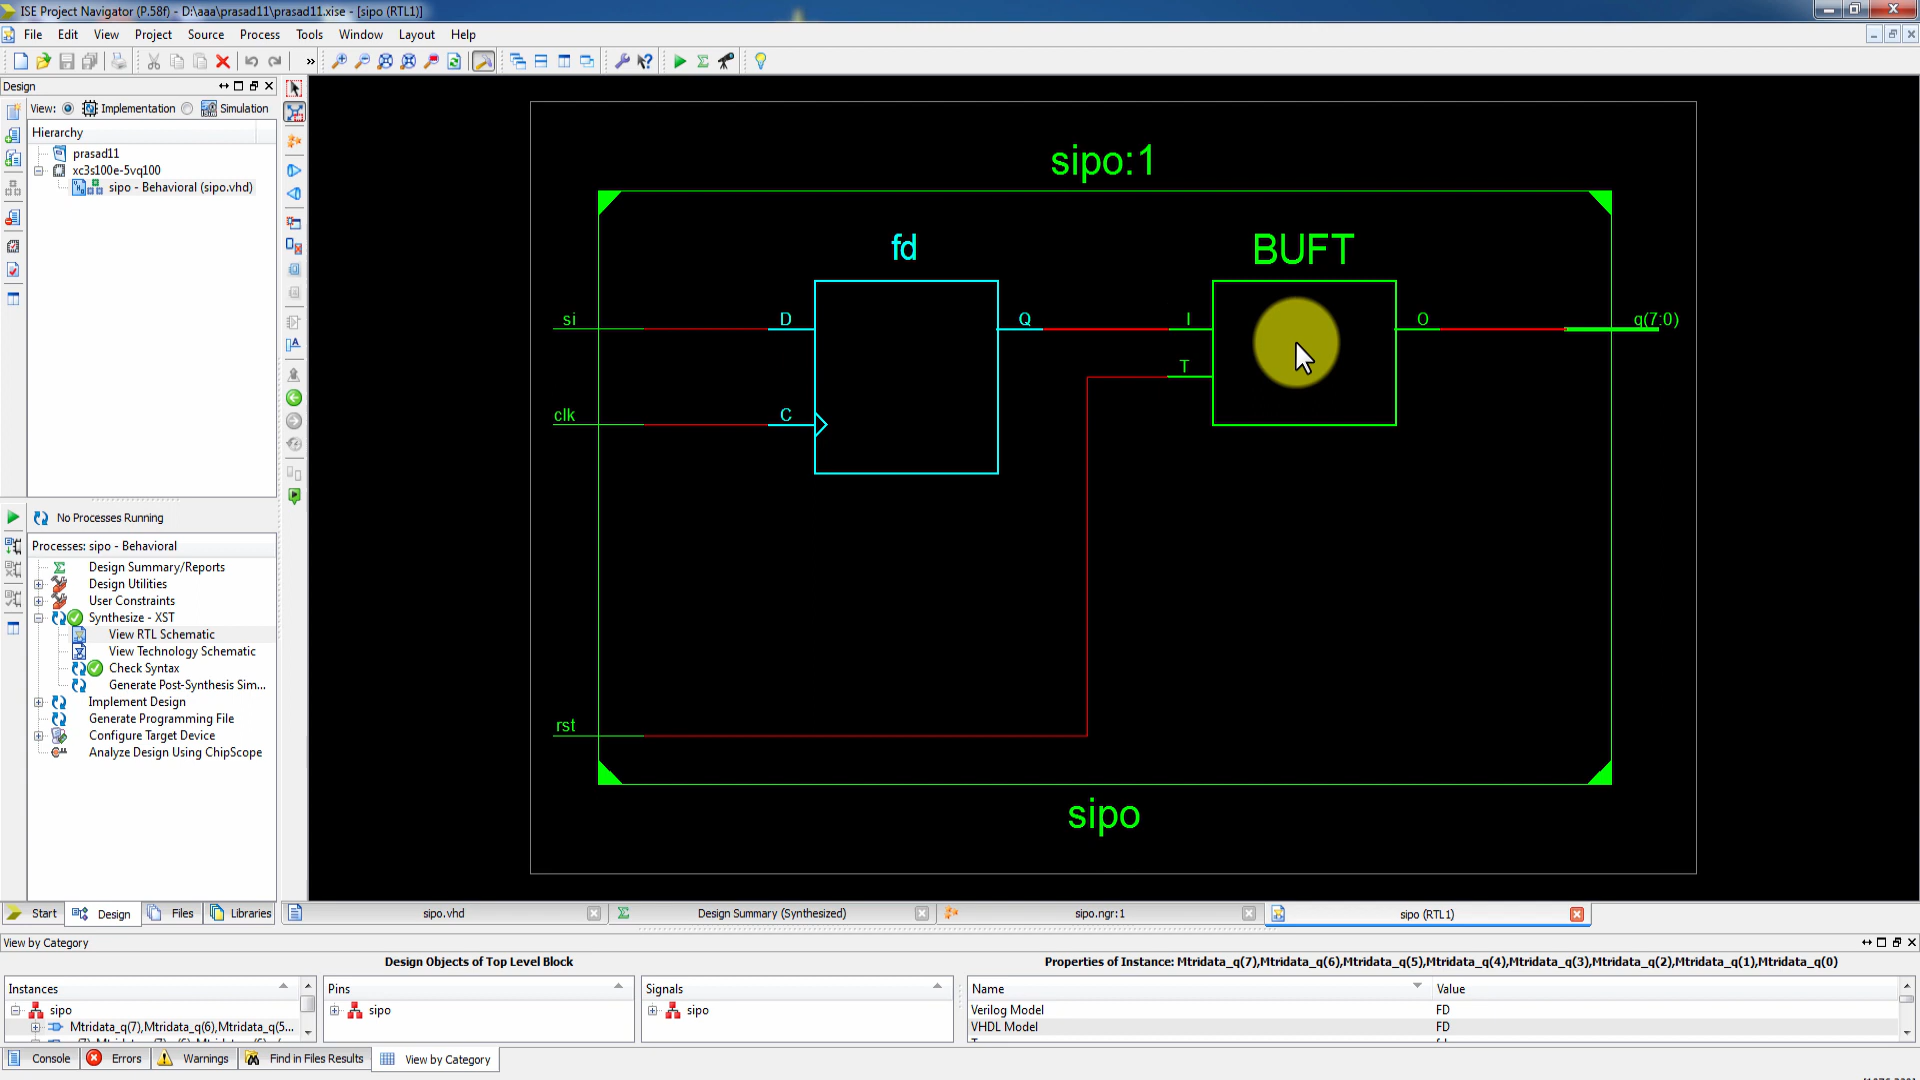 ISE Project Navigator (P.58f) - D:\aaa\prasad11\prasad11.xise - [sipo (RTL1)]
File Edit View Project Source Process Tools Window Layout Help
»
Design
View: Implementation Simulation
Hierarchy
prasad11
xc3s100e-5vq100
sipo - Behavioral (sipo.vhd)
No Processes Running
Processes: sipo - Behavioral
Design Summary/Reports
Design Utilities
User Constraints
Synthesize - XST
View RTL Schematic
View Technology Schematic
Check Syntax
Generate Post-Synthesis Sim...
Implement Design
Generate Programming File
Configure Target Device
Analyze Design Using ChipScope
Start Design Files Libraries
sipo:1
fd
BUFT
si
D
Q
I
O
q(7:0)
T
clk
C
rst
sipo
sipo.vhd
Design Summary (Synthesized)
sipo.ngr:1
sipo (RTL1)
View by Category
Design Objects of Top Level Block
Properties of Instance: Mtridata_q(7),Mtridata_q(6),Mtridata_q(5),Mtridata_q(4),Mtridata_q(3),Mtridata_q(2),Mtridata_q(1),Mtridata_q(0)
Instances
Pins
Signals
Name Value
sipo
sipo
sipo
Verilog Model FD
Mtridata_q(7),Mtridata_q(6),Mtridata_q(5...
VHDL Model FD
Console Errors Warnings Find in Files Results View by Category